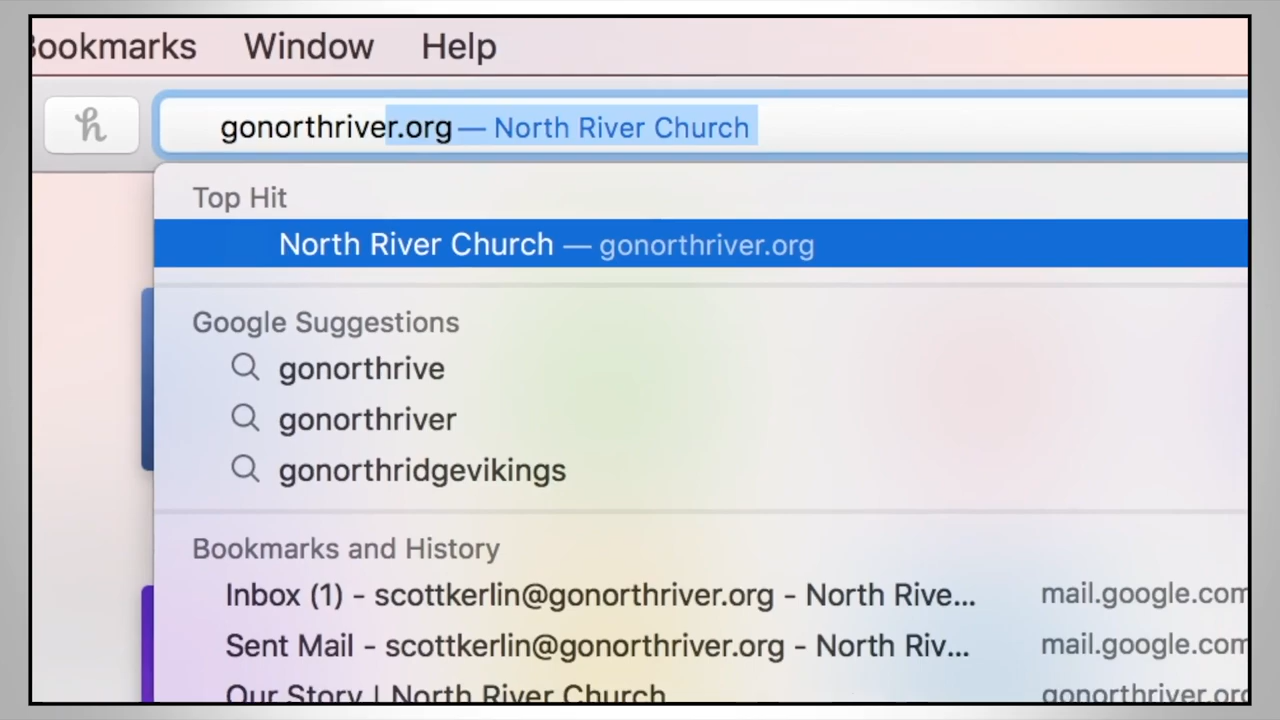 Bookmarks Window Help
gonorthriver.org — North River Church
Top Hit
North River Church — gonorthriver.org
Google Suggestions
gonorthrive
gonorthriver
gonorthridgevikings
Bookmarks and History
Inbox (1) - scottkerlin@gonorthriver.org - North Rive... mail.google.com
Sent Mail - scottkerlin@gonorthriver.org - North Riv... mail.google.com
Our Story | North River Church gonorthriver.org